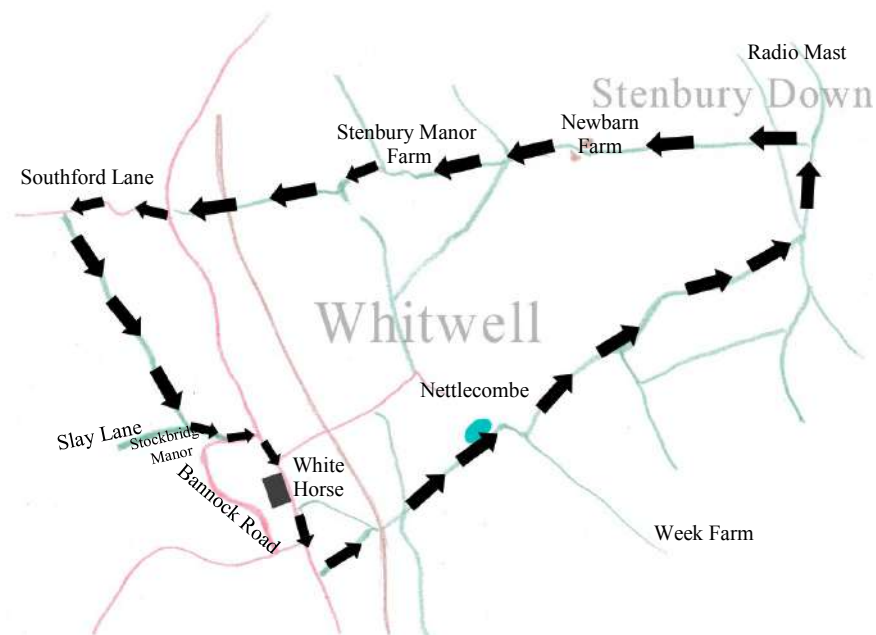 Radio Mast
Stenbury Down
Newbarn
Farm
Stenbury Manor
Farm
Southford Lane
Whitwell
Nettlecombe
Slay Lane
Stockbridge
Manor
White
Horse
Bannock Road
Week Farm